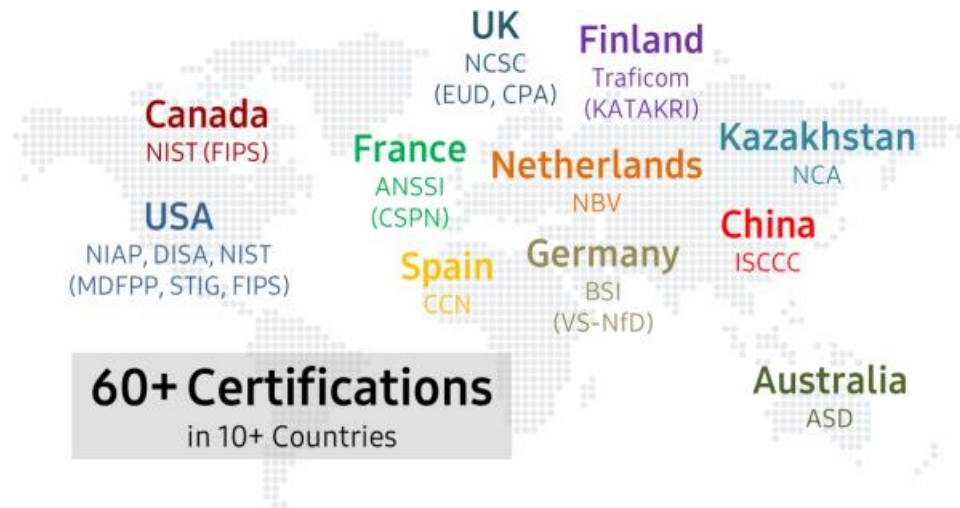 UK
NCSC
(EUD, CPA)
Finland
Traficom
(KATAKRI)
Canada
NIST (FIPS)
France
ANSSI
(CSPN)
Netherlands
NBV
Kazakhstan
NCA
USA
NIAP, DISA, NIST
(MDFPP, STIG, FIPS)
Spain
CCN
Germany
BSI
(VS-NfD)
China
ISCCC
60+ Certifications
in 10+ Countries
Australia
ASD